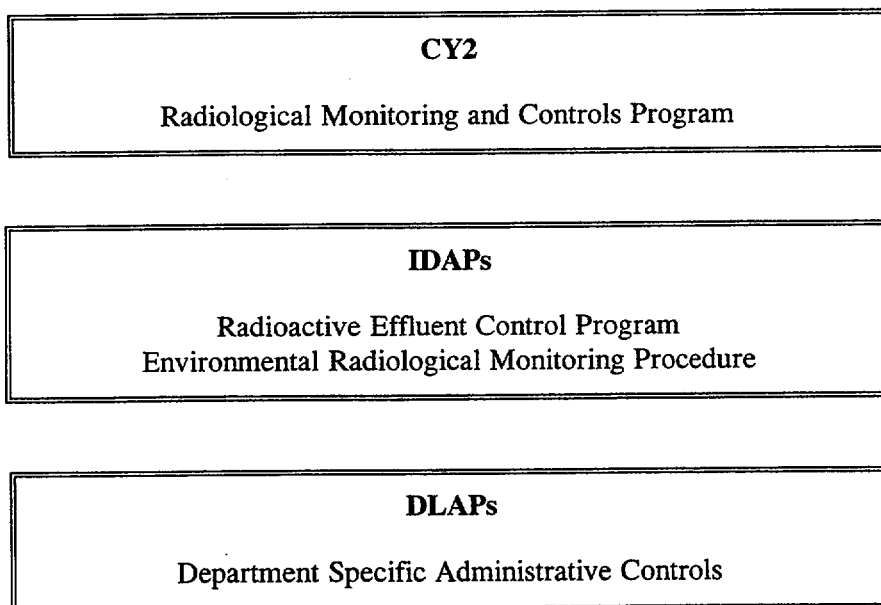 CY2
Radiological Monitoring and Controls Program
IDAPs
Radioactive Effluent Control Program
Environmental Radiological Monitoring Procedure
DLAPs
Department Specific Administrative Controls